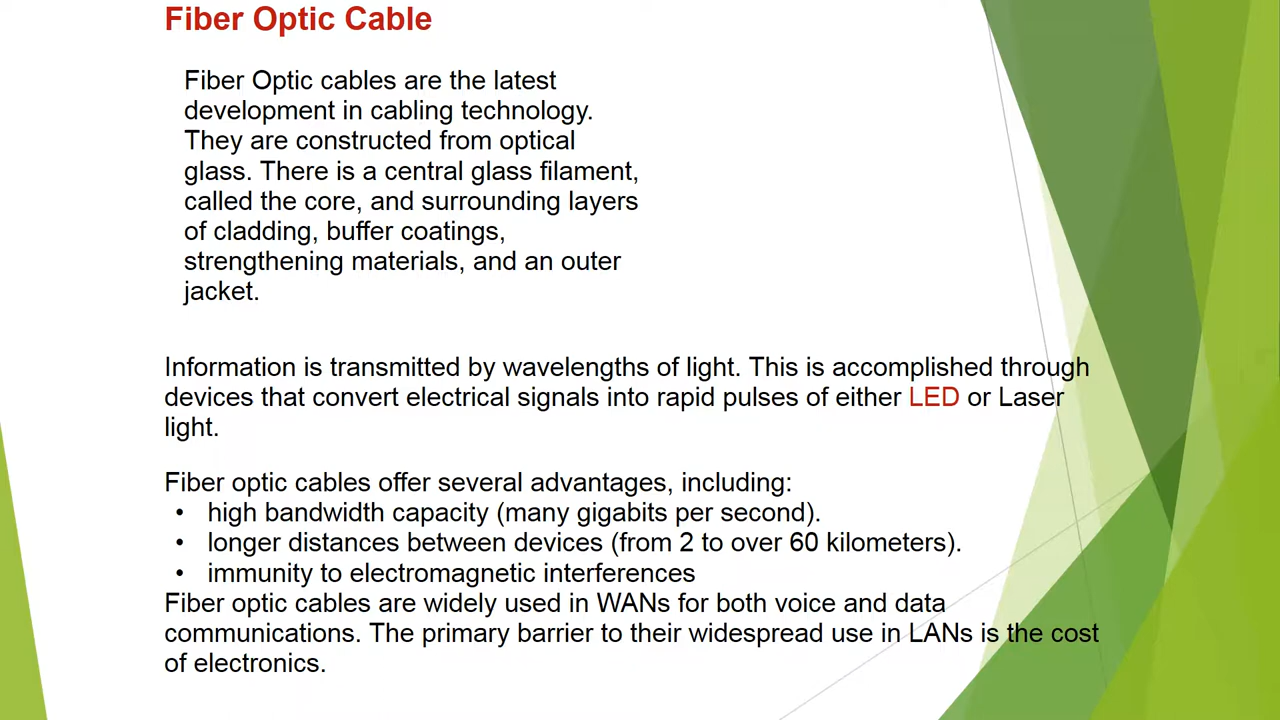 Fiber Optic Cable
Fiber Optic cables are the latest
development in cabling technology.
They are constructed from optical
glass. There is a central glass filament,
called the core, and surrounding layers
of cladding, buffer coatings,
strengthening materials, and an outer
jacket.
Information is transmitted by wavelengths of light. This is accomplished through
devices that convert electrical signals into rapid pulses of either LED or Laser
light.
Fiber optic cables offer several advantages, including:
• high bandwidth capacity (many gigabits per second).
• longer distances between devices (from 2 to over 60 kilometers).
• immunity to electromagnetic interferences
Fiber optic cables are widely used in WANs for both voice and data
communications. The primary barrier to their widespread use in LANs is the cost
of electronics.